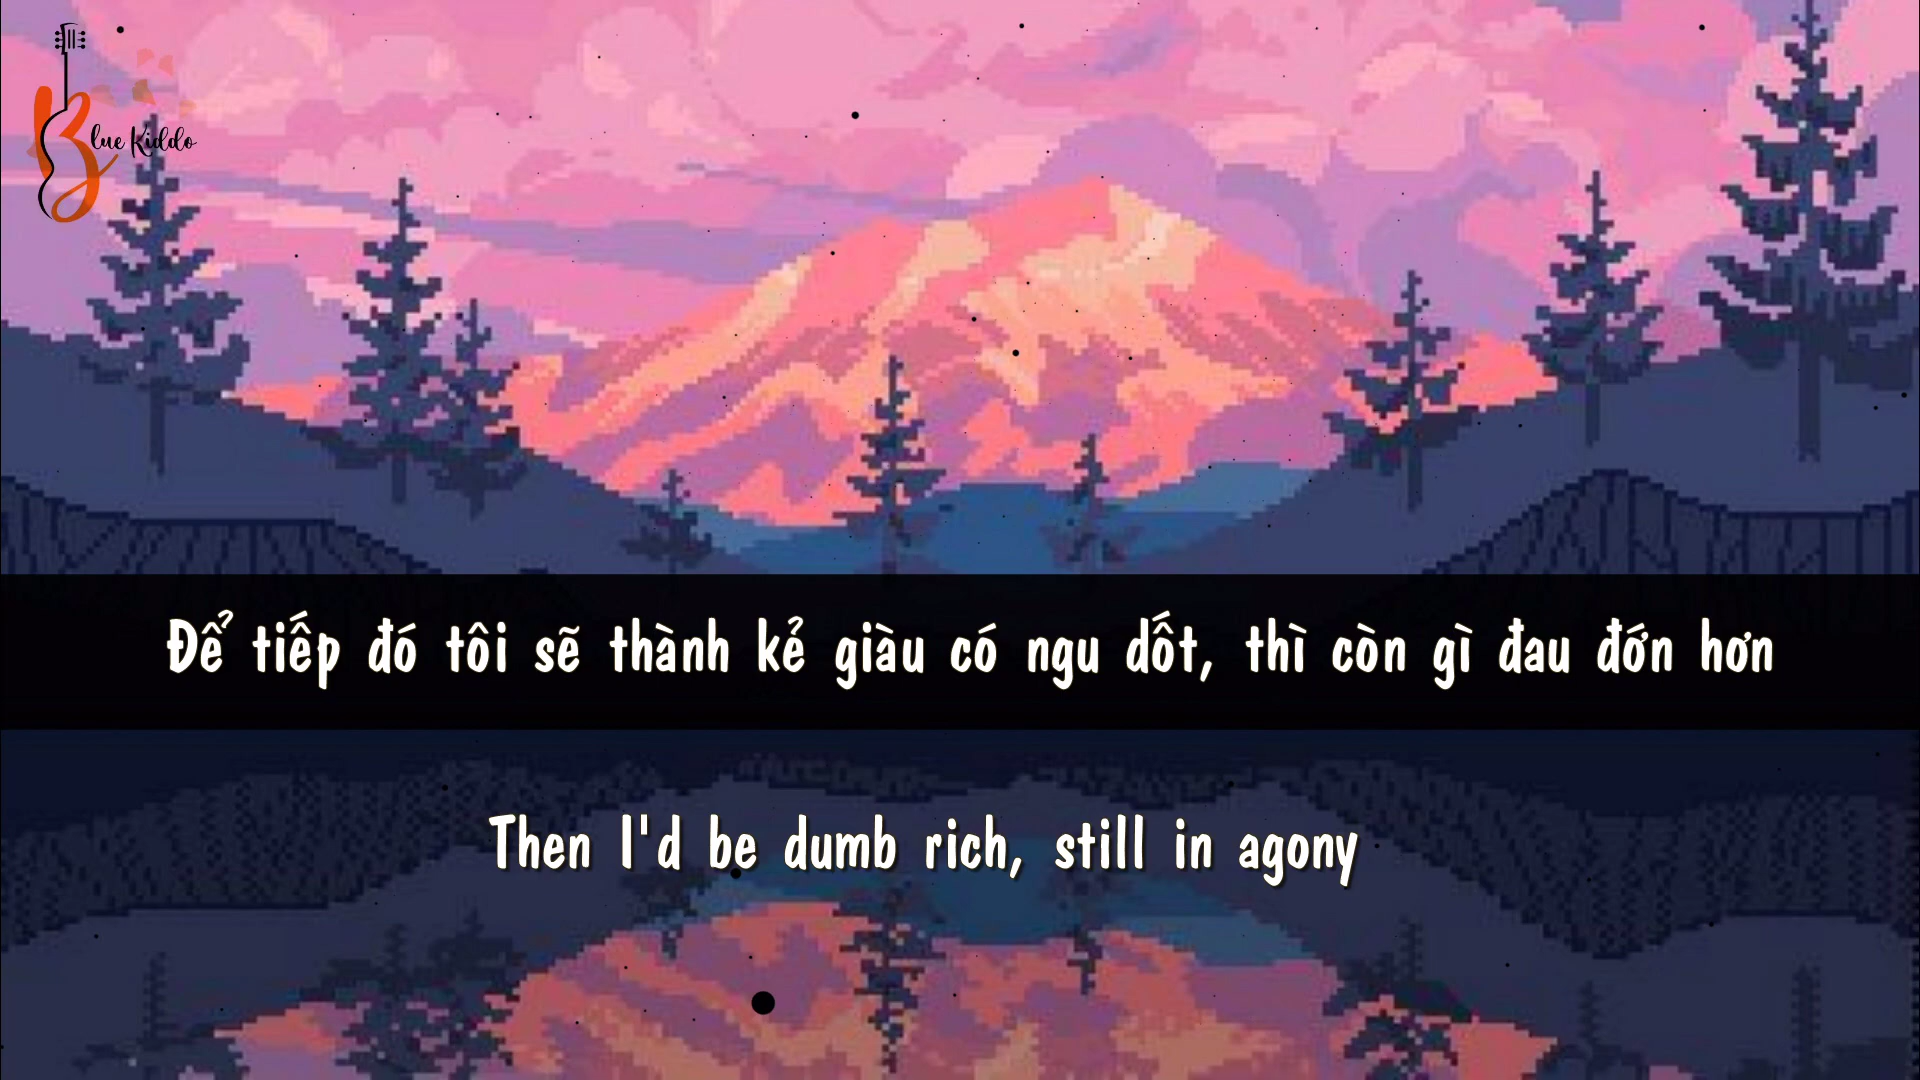 Blue Kiddo
Để tiếp đó tôi sẽ thành kẻ giàu có ngu dốt, thì còn gì đau đớn hơn
Then I'd be dumb rich, still in agony